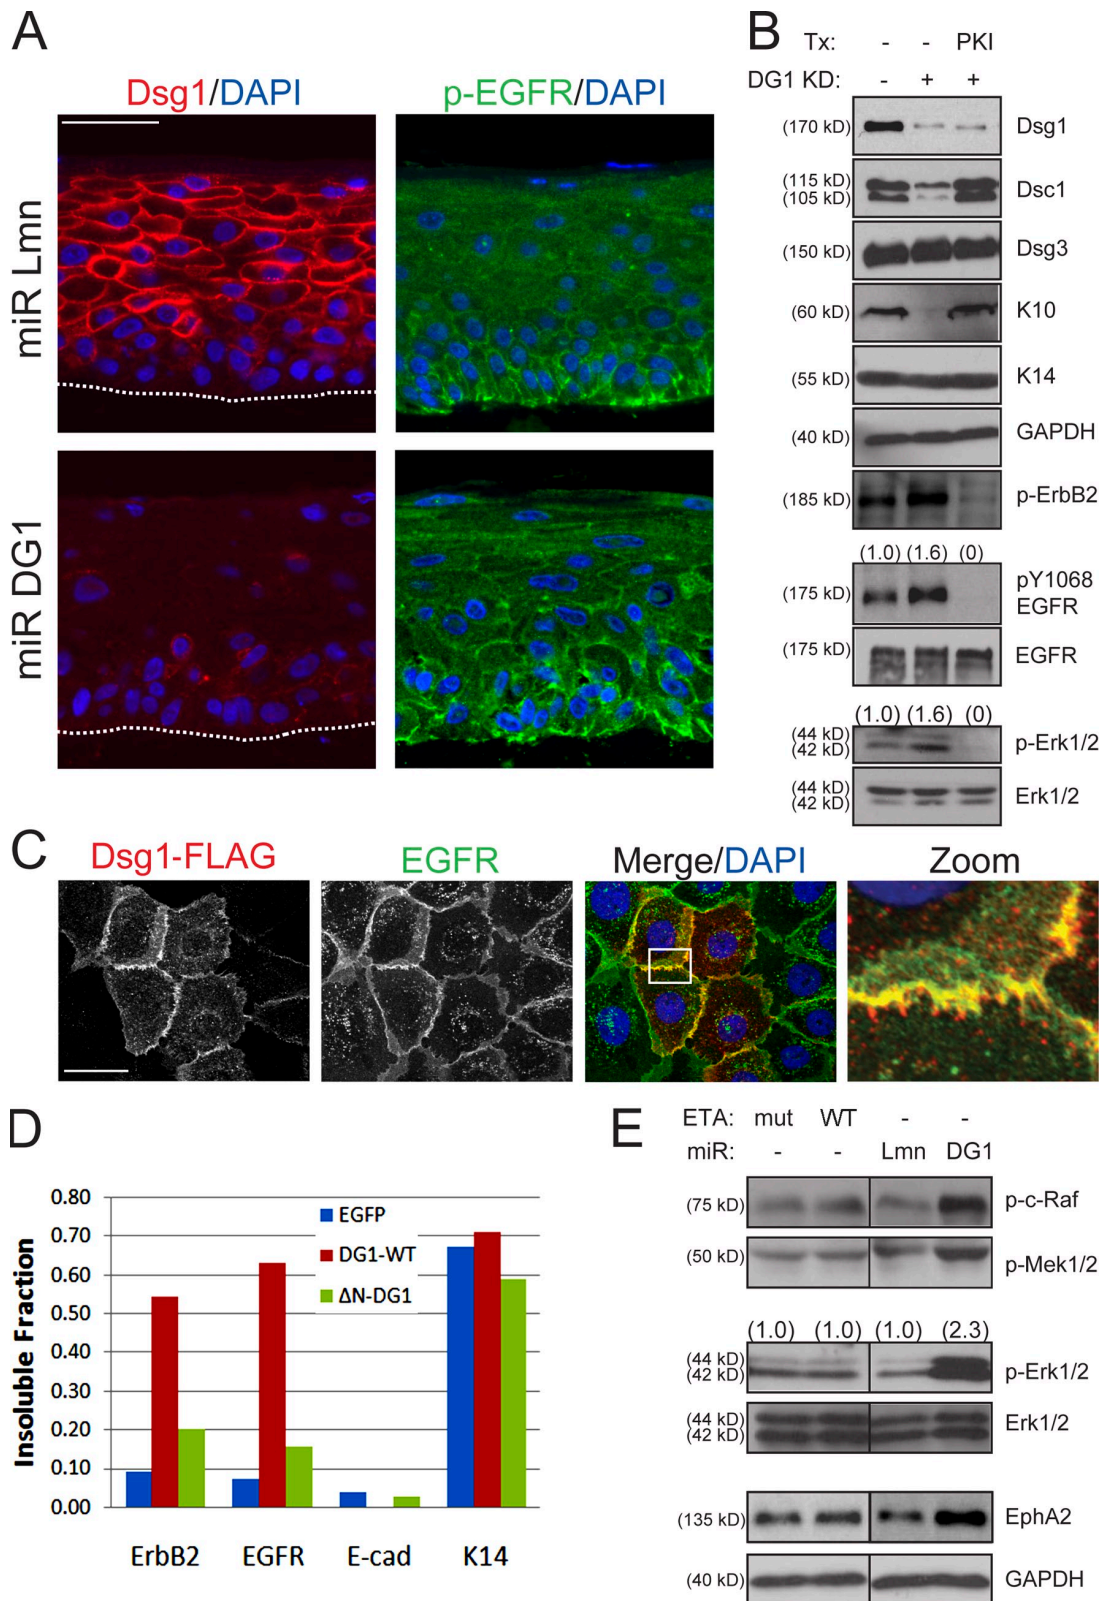 A
Dsg1/DAPI
p-EGFR/DAPI
miR Lmn
miR DG1
B
Tx: - - PKI
DG1 KD: - + +
(170 kD) Dsg1
(115 kD)
(105 kD) Dsc1
(150 kD) Dsg3
(60 kD) K10
(55 kD) K14
(40 kD) GAPDH
(185 kD) p-ErbB2
(1.0) (1.6) (0)
(175 kD) pY1068
EGFR
(175 kD) EGFR
(1.0) (1.6) (0)
(44 kD)
(42 kD) p-Erk1/2
(44 kD)
(42 kD) Erk1/2
C
Dsg1-FLAG
EGFR
Merge/DAPI
Zoom
D
Insoluble Fraction
0.80
0.70
0.60
0.50
0.40
0.30
0.20
0.10
0.00
EGFP
DG1-WT
ΔN-DG1
ErbB2 EGFR E-cad K14
E
ETA: mut WT - -
miR: - - Lmn DG1
(75 kD) p-c-Raf
(50 kD) p-Mek1/2
(1.0) (1.0) (1.0) (2.3)
(44 kD)
(42 kD) p-Erk1/2
(44 kD)
(42 kD) Erk1/2
(135 kD) EphA2
(40 kD) GAPDH